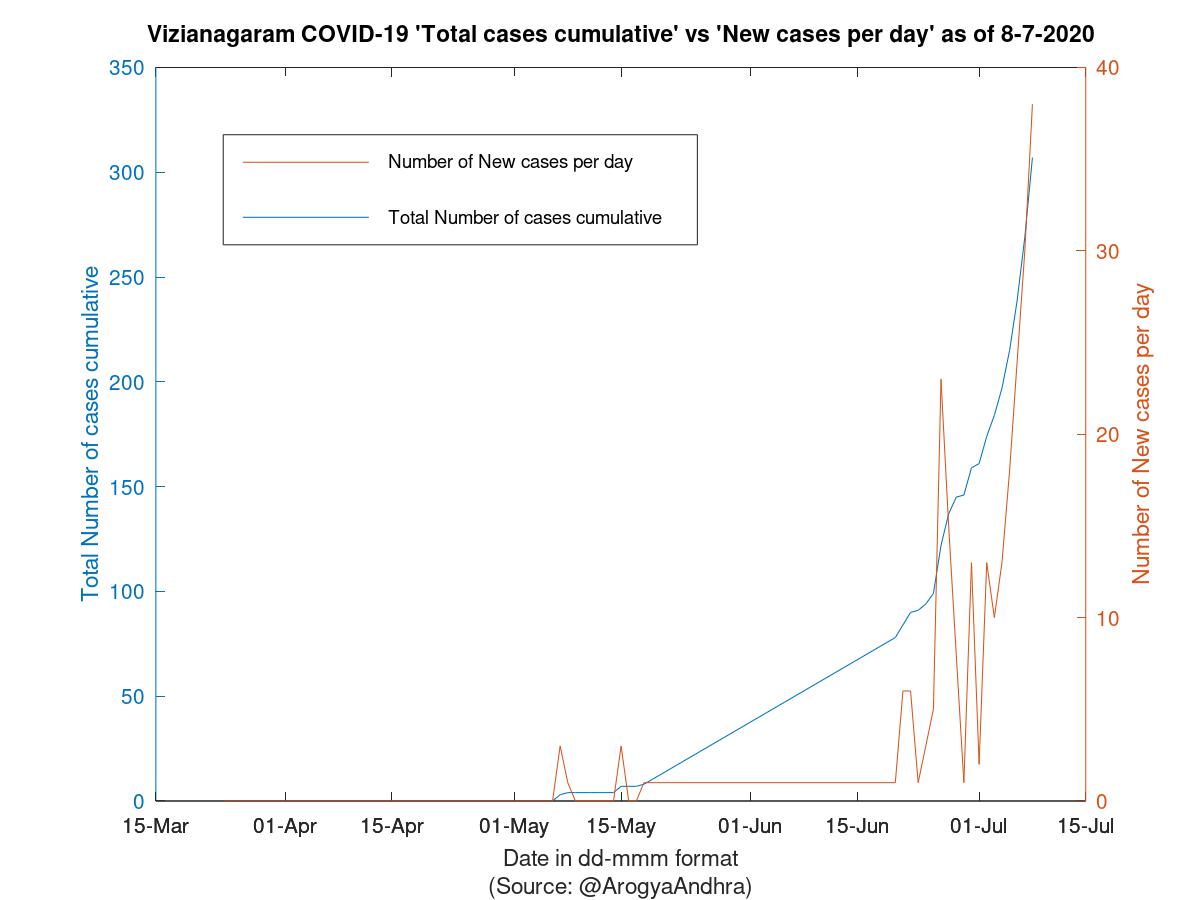 Vizianagaram COVID-19 'Total cases cumulative' vs 'New cases per day' as of 8-7-2020
350
300
250
200
150
100
50
0
Total Number of cases cumulative
Number of New cases per day
Total Number of cases cumulative
40
30
20
10
0
Number of New cases per day
15-Mar 01-Apr 15-Apr 01-May 15-May 01-Jun 15-Jun 01-Jul 15-Jul
Date in dd-mmm format
(Source: @ArogyaAndhra)